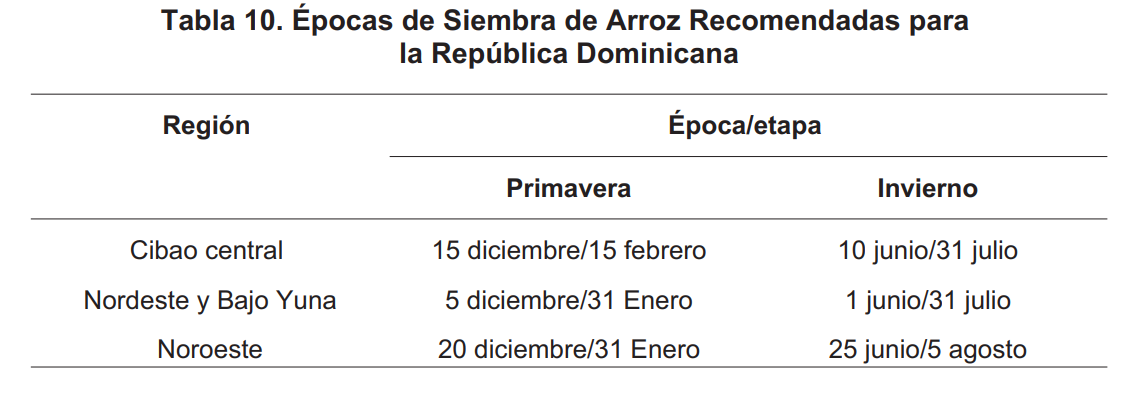 Tabla 10. Épocas de Siembra de Arroz Recomendadas para
la República Dominicana
Región Época/etapa
Primavera Invierno
Cibao central 15 diciembre/15 febrero 10 junio/31 julio
Nordeste y Bajo Yuna 5 diciembre/31 Enero 1 junio/31 julio
Noroeste 20 diciembre/31 Enero 25 junio/5 agosto